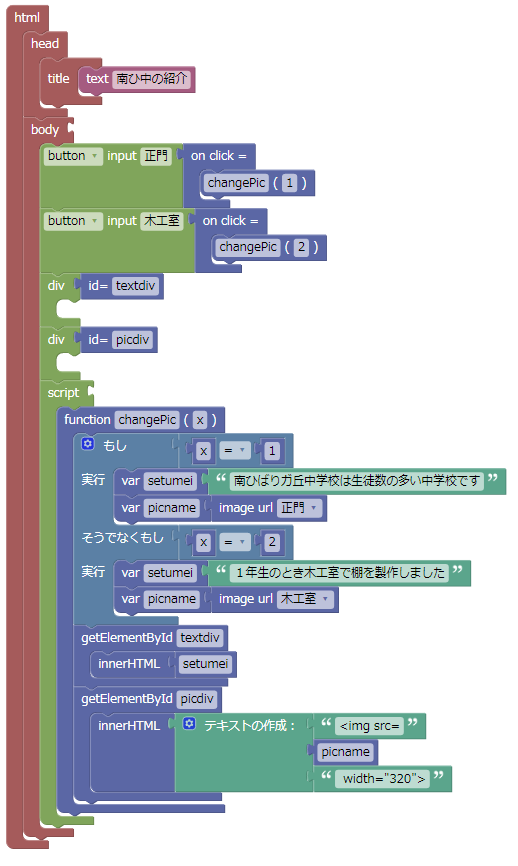 html
head
title text 南ひ中の紹介
body
button input 正門 on click =
changePic ( 1 )
button input 木工室 on click =
changePic ( 2 )
div id= textdiv
div id= picdiv
script
function changePic ( x )
もし x = 1
実行 var setumei “ 南ひばりガ丘中学校は生徒数の多い中学校です ”
var picname image url 正門
そうでなくもし x = 2
実行 var setumei “ １年生のとき木工室で棚を製作しました ”
var picname image url 木工室
getElementById textdiv
innerHTML setumei
getElementById picdiv
innerHTML テキストの作成： “ <img src= ”
picname
“ width="320"> ”